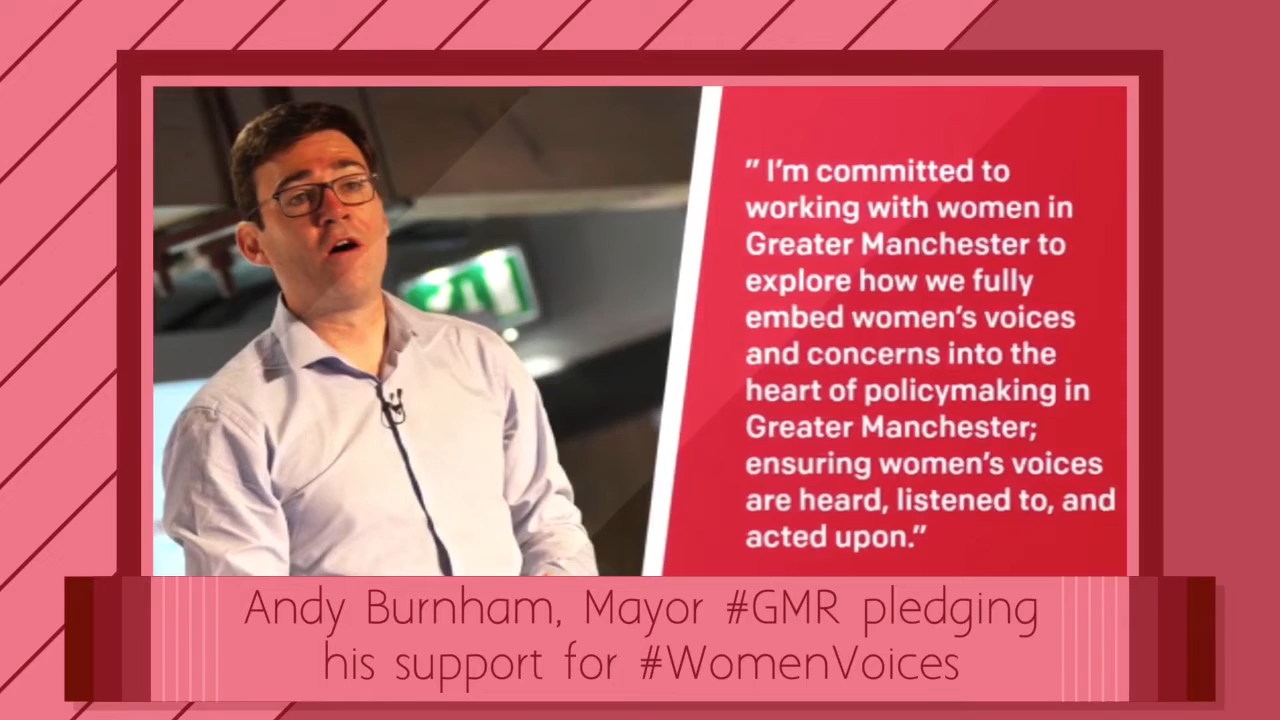 ” I’m committed to
working with women in
Greater Manchester to
explore how we fully
embed women’s voices
and concerns into the
heart of policymaking in
Greater Manchester;
ensuring women’s voices
are heard, listened to, and
acted upon.”
Andy Burnham, Mayor #GMR pledging
his support for #WomenVoices